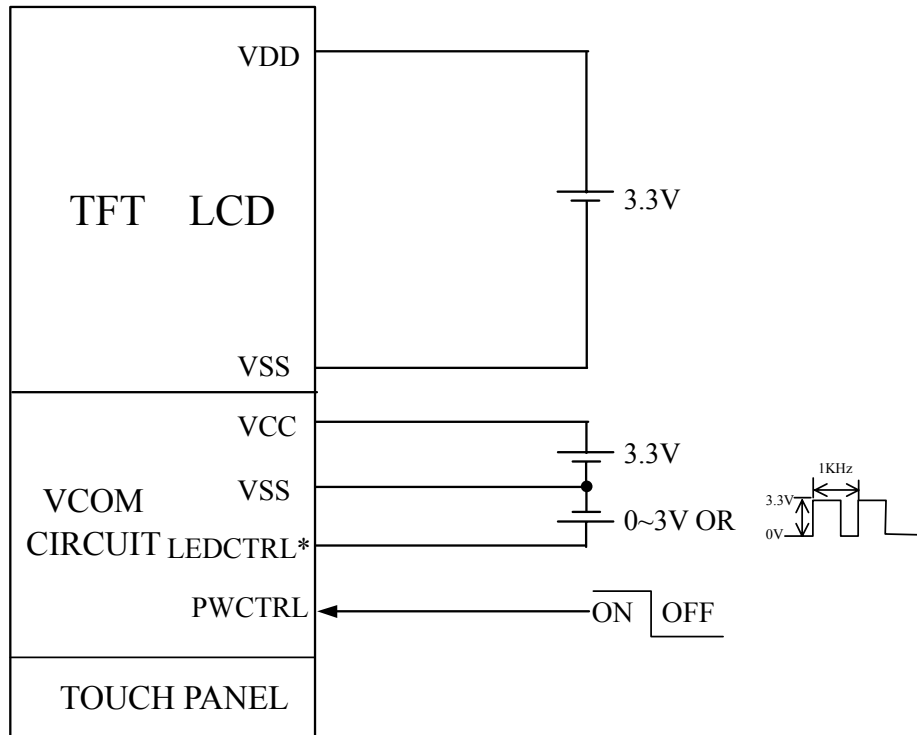 VDD
TFT LCD
3.3V
VSS
VCC
3.3V
VSS
VCOM
CIRCUIT
LEDCTRL*
0~3V OR
1KHz
3.3V
0V
PWCTRL
ON
OFF
TOUCH PANEL